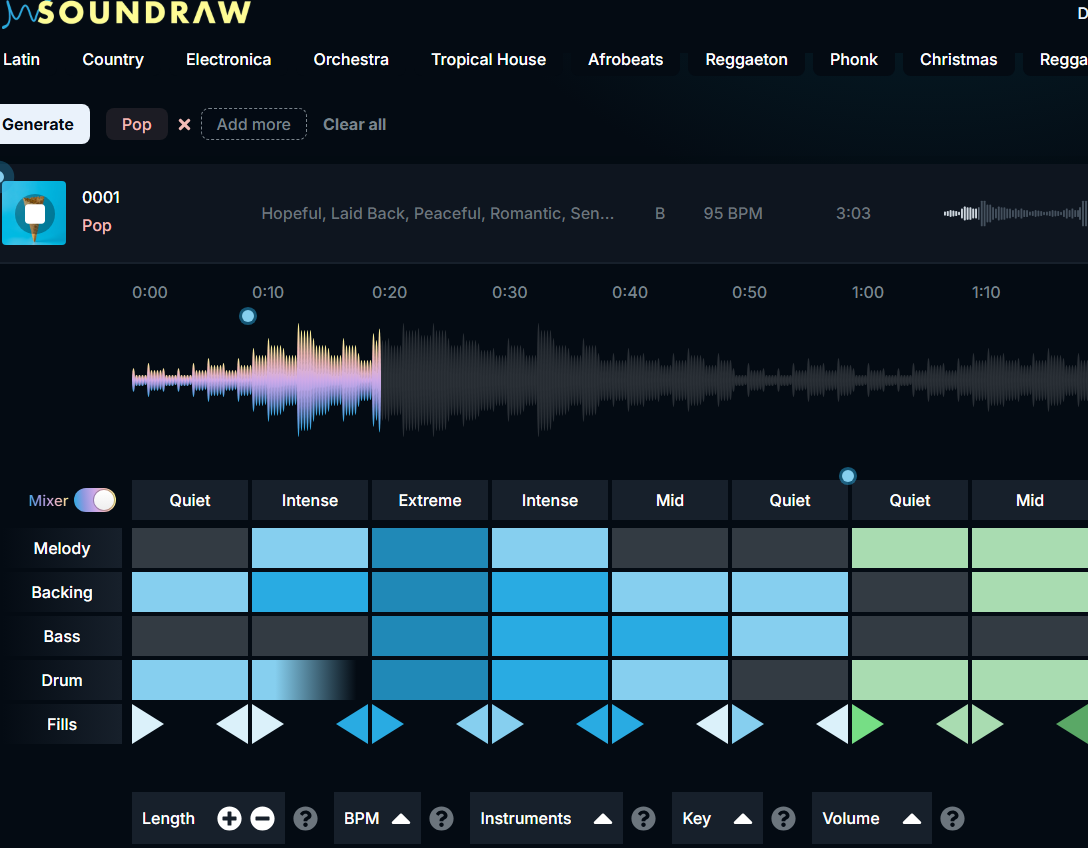 SOUNDRAW
Latin Country Electronica Orchestra Tropical House Afrobeats Reggaeton Phonk Christmas
Generate Pop Add more Clear all
0001
Pop
Hopeful, Laid Back, Peaceful, Romantic, Sen... B 95 BPM 3:03
0:00 0:10 0:20 0:30 0:40 0:50 1:00 1:10
Mixer Quiet Intense Extreme Intense Mid Quiet Quiet Mid
Melody
Backing
Bass
Drum
Fills
Length ? BPM ? Instruments ? Key ? Volume ?